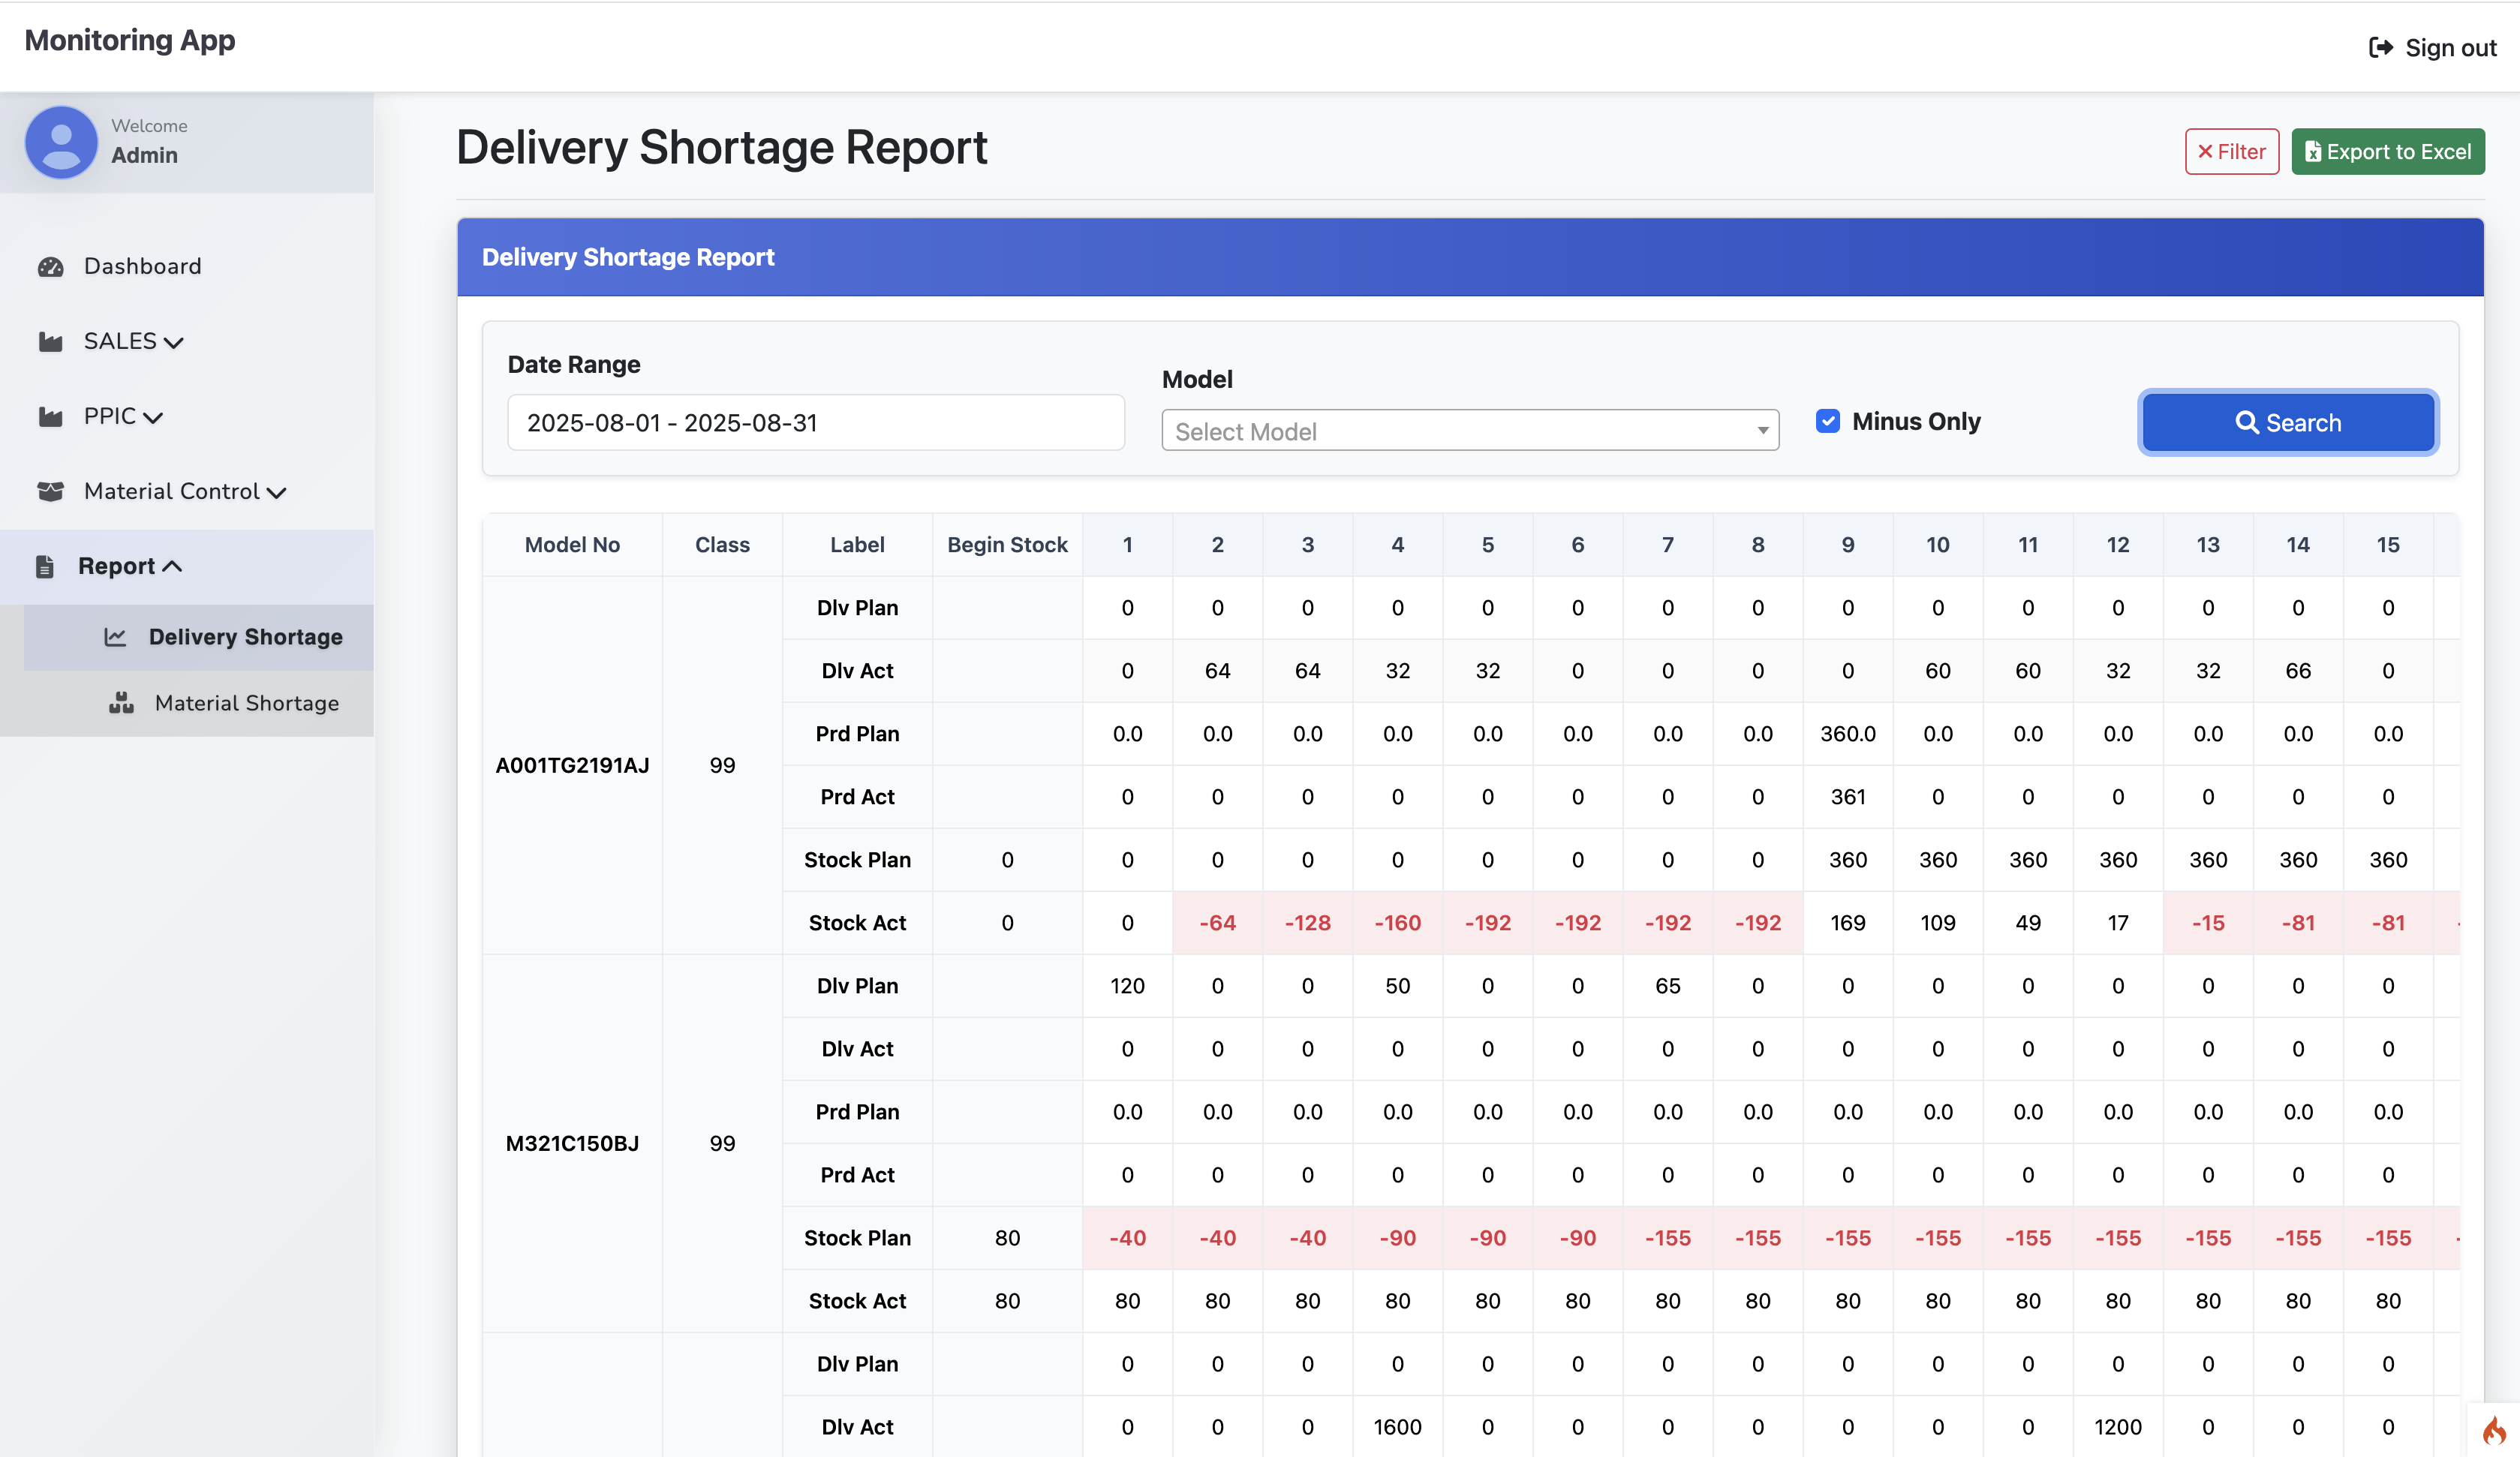 Monitoring App
Sign out
Welcome
Admin
Dashboard
SALES
PPIC
Material Control
Report
Delivery Shortage
Material Shortage
Delivery Shortage Report
Filter
Export to Excel
Delivery Shortage Report
Date Range
2025-08-01 - 2025-08-31
Model
Select Model
Minus Only
Search
Model No Class Label Begin Stock 1 2 3 4 5 6 7 8 9 10 11 12 13 14 15
A001TG2191AJ 99
Dlv Plan 0 0 0 0 0 0 0 0 0 0 0 0 0 0 0
Dlv Act 0 64 64 32 32 0 0 0 0 60 60 32 32 66 0
Prd Plan 0.0 0.0 0.0 0.0 0.0 0.0 0.0 0.0 360.0 0.0 0.0 0.0 0.0 0.0 0.0
Prd Act 0 0 0 0 0 0 0 0 361 0 0 0 0 0 0
Stock Plan 0 0 0 0 0 0 0 0 0 360 360 360 360 360 360 360
Stock Act 0 0 -64 -128 -160 -192 -192 -192 -192 169 109 49 17 -15 -81 -81
M321C150BJ 99
Dlv Plan 120 0 0 50 0 0 65 0 0 0 0 0 0 0 0
Dlv Act 0 0 0 0 0 0 0 0 0 0 0 0 0 0 0
Prd Plan 0.0 0.0 0.0 0.0 0.0 0.0 0.0 0.0 0.0 0.0 0.0 0.0 0.0 0.0 0.0
Prd Act 0 0 0 0 0 0 0 0 0 0 0 0 0 0 0
Stock Plan 80 -40 -40 -40 -90 -90 -90 -155 -155 -155 -155 -155 -155 -155 -155 -155
Stock Act 80 80 80 80 80 80 80 80 80 80 80 80 80 80 80 80
Dlv Plan 0 0 0 0 0 0 0 0 0 0 0 0 0 0 0
Dlv Act 0 0 0 1600 0 0 0 0 0 0 0 1200 0 0 0